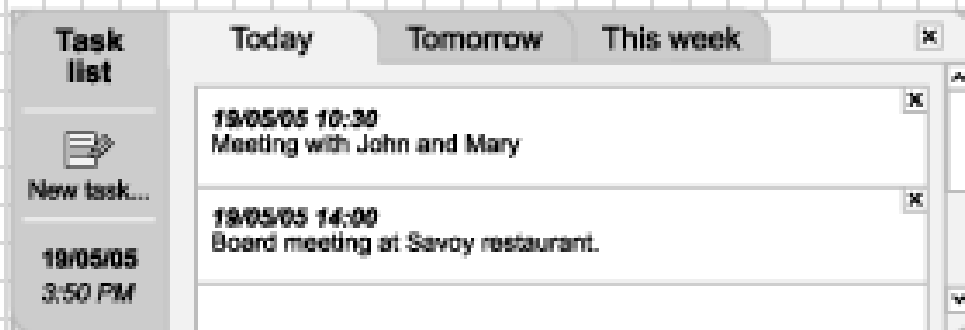 Task
list
Today
Tomorrow
This week
New task...
19/05/05
3:50 PM
19/05/05 10:30
Meeting with John and Mary
19/05/05 14:00
Board meeting at Savoy restaurant.